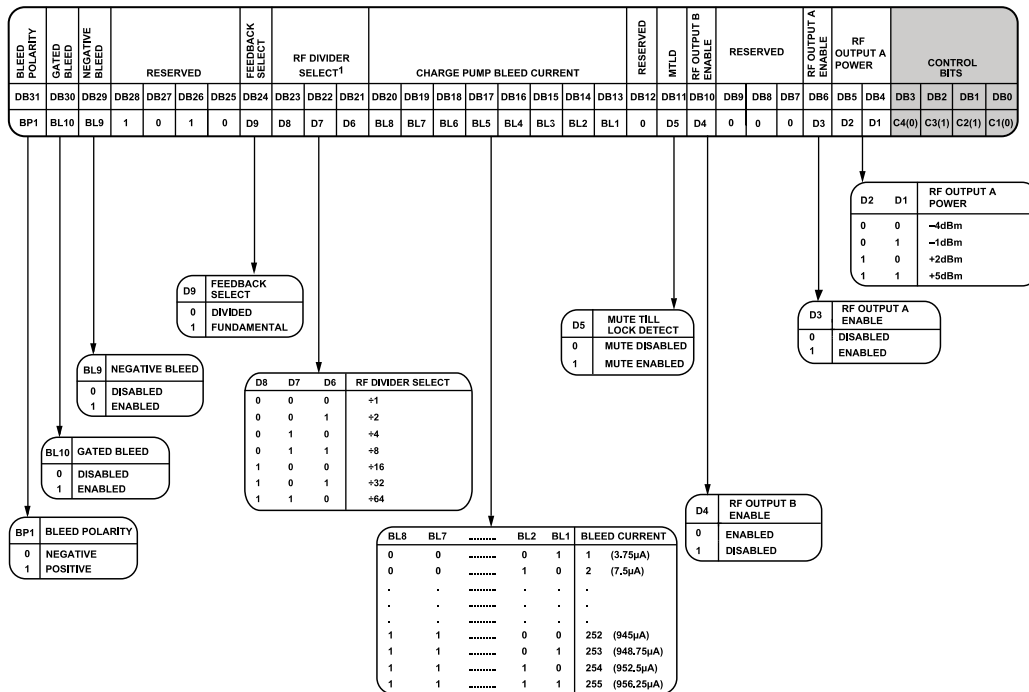 BLEED POLARITY
GATED BLEED
NEGATIVE BLEED
RESERVED
FEEDBACK SELECT
RF DIVIDER SELECT1
CHARGE PUMP BLEED CURRENT
RESERVED
MTLD
RF OUTPUT B ENABLE
RESERVED
RF OUTPUT A ENABLE
RF OUTPUT A POWER
CONTROL BITS
DB31 DB30 DB29 DB28 DB27 DB26 DB25 DB24 DB23 DB22 DB21 DB20 DB19 DB18 DB17 DB16 DB15 DB14 DB13 DB12 DB11 DB10 DB9 DB8 DB7 DB6 DB5 DB4 DB3 DB2 DB1 DB0
BP1 BL10 BL9 1 0 1 0 D9 D8 D7 D6 BL8 BL7 BL6 BL5 BL4 BL3 BL2 BL1 0 D5 D4 0 0 0 D3 D2 D1 C4(0) C3(1) C2(1) C1(0)
D2 D1 RF OUTPUT A
POWER
0 0 –4dBm
0 1 –1dBm
1 0 +2dBm
1 1 +5dBm
D9 FEEDBACK
SELECT
0 DIVIDED
1 FUNDAMENTAL
D3 RF OUTPUT A
ENABLE
0 DISABLED
1 ENABLED
D5 MUTE TILL
LOCK DETECT
0 MUTE DISABLED
1 MUTE ENABLED
BL9 NEGATIVE BLEED
0 DISABLED
1 ENABLED
D8 D7 D6 RF DIVIDER SELECT
0 0 0 ÷1
0 0 1 ÷2
0 1 0 ÷4
0 1 1 ÷8
1 0 0 ÷16
1 0 1 ÷32
1 1 0 ÷64
BL10 GATED BLEED
0 DISABLED
1 ENABLED
D4 RF OUTPUT B
ENABLE
0 ENABLED
1 DISABLED
BP1 BLEED POLARITY
0 NEGATIVE
1 POSITIVE
BL8 BL7 ........ BL2 BL1 BLEED CURRENT
0 0 ........ 0 1 1 (3.75µA)
0 0 ........ 1 0 2 (7.5µA)
. . . . .
. . . . .
. . . . .
1 1 ........ 0 0 252 (945µA)
1 1 ........ 0 1 253 (948.75µA)
1 1 ........ 1 0 254 (952.5µA)
1 1 ........ 1 1 255 (956.25µA)